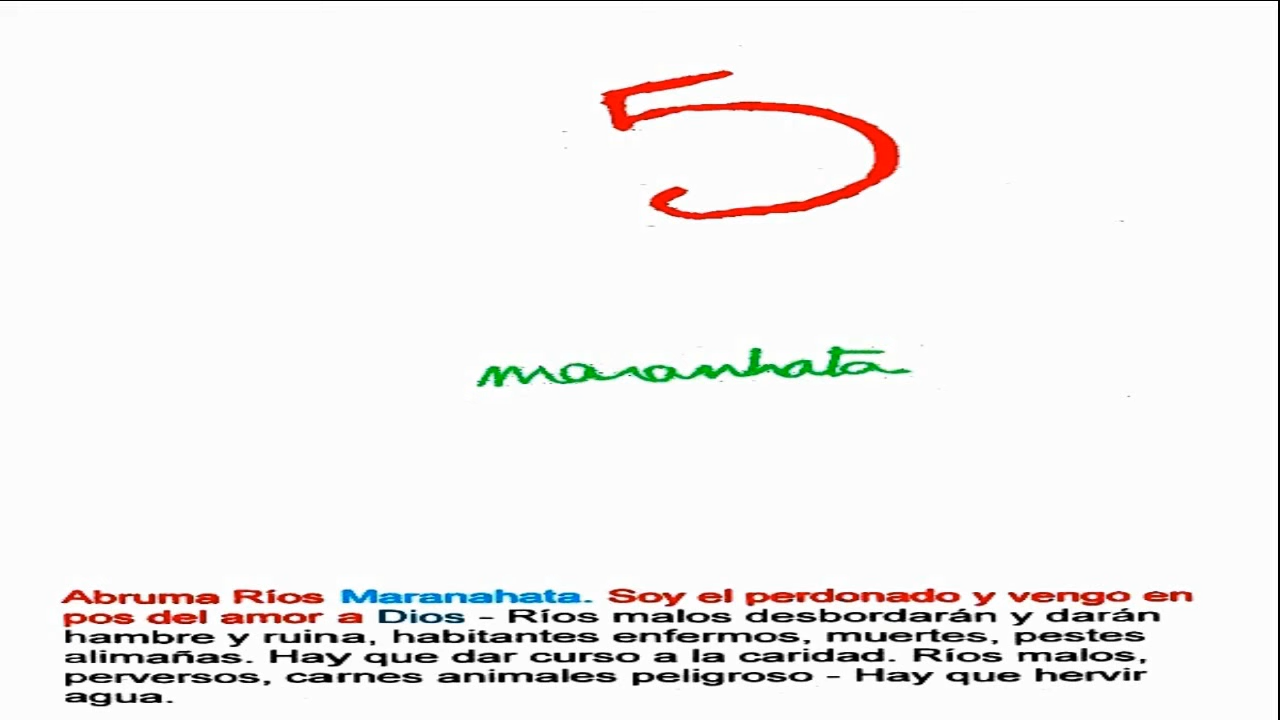 5
maranhata
Abruma Ríos Maranahata. Soy el perdonado y vengo en
pos del amor a Dios - Ríos malos desbordarán y darán
hambre y ruina, habitantes enfermos, muertes, pestes
alimañas. Hay que dar curso a la caridad. Ríos malos,
perversos, carnes animales peligroso - Hay que hervir
agua.